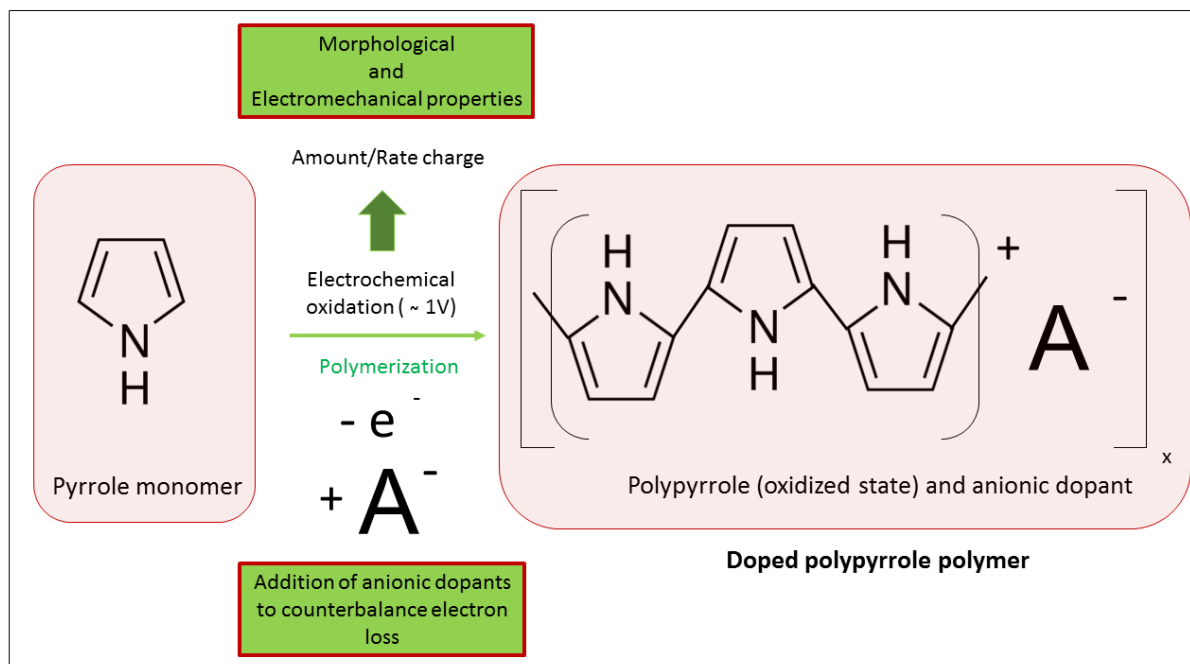 Morphological
and
Electromechanical properties
Amount/Rate charge
Electrochemical
oxidation ( ~ 1V)
Polymerization
- e -
+ A -
Addition of anionic dopants
to counterbalance electron
loss
N
H
Pyrrole monomer
H
N
N
H
H
N
+
A -
x
Polypyrrole (oxidized state) and anionic dopant
Doped polypyrrole polymer